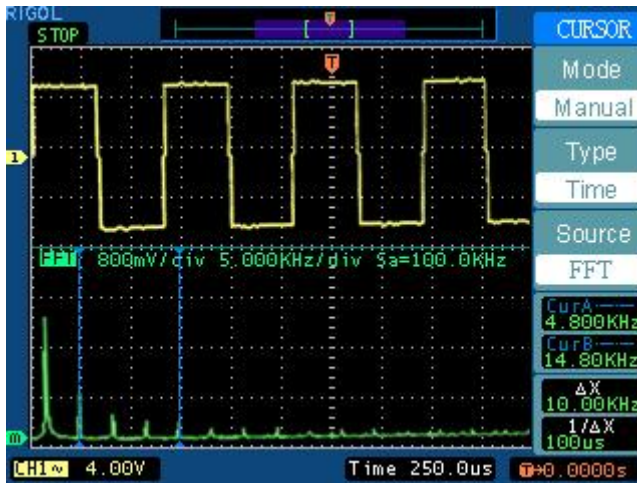 RIGOL
STOP
T
CURSOR
T
Mode
Manual
1
Type
Time
Source
FFT
FFT 800mV/div 5.000KHz/div Sa=100.0KHz
CurA
4.800KHz
CurB
14.80KHz
ΔX
10.00KHz
1/ΔX
100us
m
CH1~ 4.00V Time 250.0us T→0.0000s